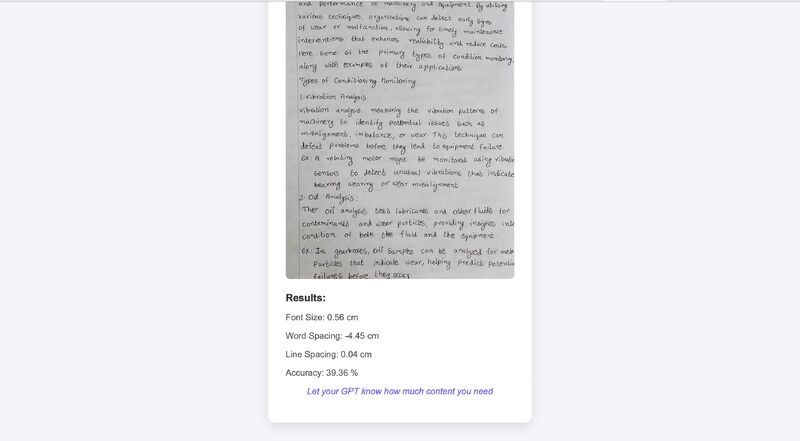 and performance of machinery and equipment By utilising
various techniques, organizations can detect early signs
of wear or malfunction, allowing for timely maintenance
interventions that enhances realiability and reduce costs
Here some of the primary types of condition monitoring,
along with examples of their applications:
Types of Conditioning Monitoring
1. Vibration Analysis
vibration analysis measuring the vibration patterns of
machinery to identify potential issues such as
misalignment, imbalance, or wear This technique can
defeat problems before they lead to equipment failure
EX: A rotating motor might be monitored using vibratio
sensors to detect unusual vibrations that indicate
bearing wearing or wear misalignment
2. Oil Analysis:
Ther oil analysis test lubricants and other fluids for
contaminants and wear particles, providing insights into
condition of both the fluid and the equipment.
EX: In gearboxes, oil samples can be analysed for meta
Particles that indicate wear, helping predict potentia
failures before they occur.
Results:
Font Size: 0.56 cm
Word Spacing: -4.45 cm
Line Spacing: 0.04 cm
Accuracy: 39.36 %
Let your GPT know how much content you need